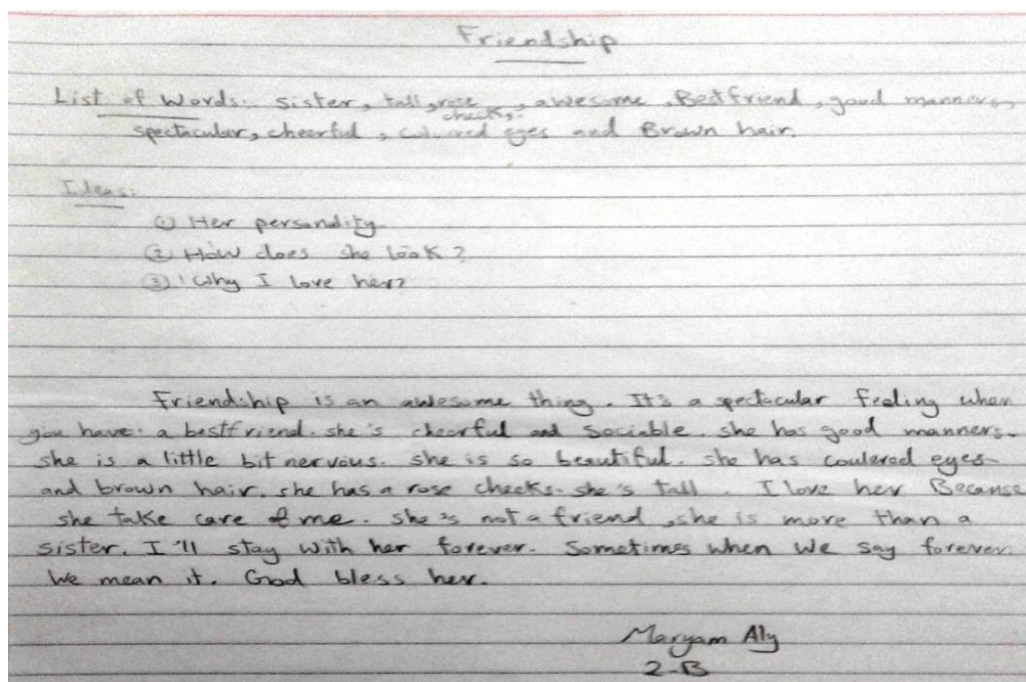 Friendship
List of Words: Sister, tall, rose cheeks, awesome, Best friend, good manners,
spectacular, cheerful, coloured eyes and Brown hair.
Ideas:
① Her personality
② How does she look?
③ Why I love her?
Friendship is an awesome thing. It's a spectacular feeling when
you have a bestfriend. she's cheerful and sociable. she has good manners.
she is a little bit nervous. she is so beautiful. she has coulered eyes
and brown hair. she has a rose cheeks. she's tall. I love her Because
she take care of me. she's not a friend, she is more than a
sister. I'll stay with her forever. Sometimes when we say forever
We mean it. God bless her.
Maryam Aly
2-B